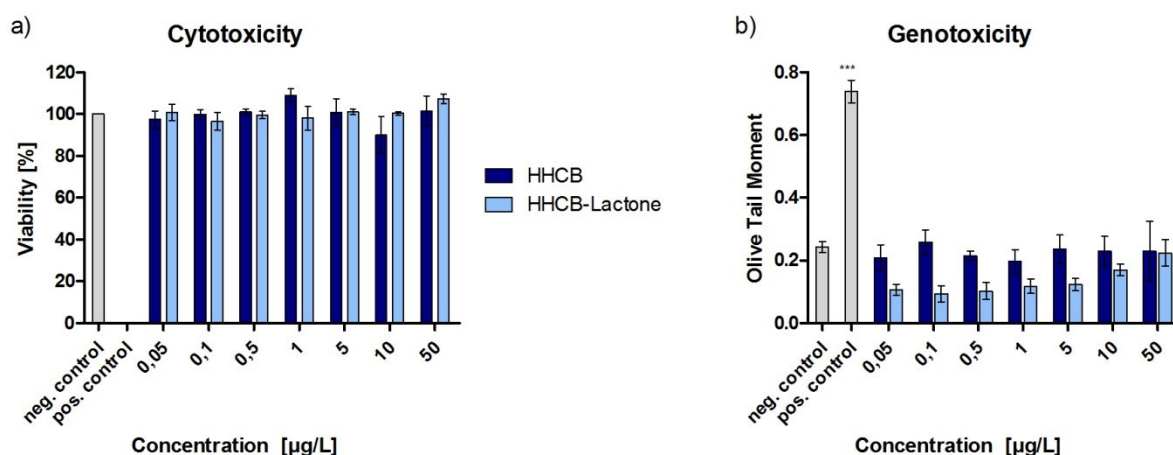 a)
Cytotoxicity
Viability [%]
120
100
80
60
40
20
0
neg. control
pos. control
0,05
0,1
0,5
1
5
10
50
Concentration [µg/L]
HHCB
HHCB-Lactone
b)
Genotoxicity
Olive Tail Moment
0.8
0.6
0.4
0.2
0.0
***
neg. control
pos. control
0,05
0,1
0,5
1
5
10
50
Concentration [µg/L]